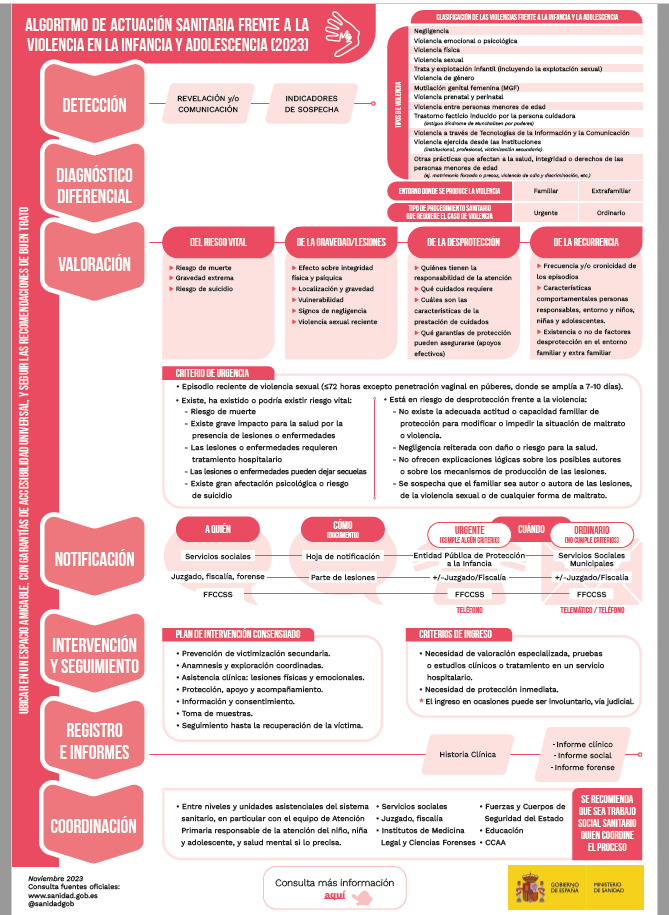 ALGORITMO DE ACTUACIÓN SANITARIA FRENTE A LA
VIOLENCIA EN LA INFANCIA Y ADOLESCENCIA (2023)
CLASIFICACIÓN DE LAS VIOLENCIAS FRENTE A LA INFANCIA Y LA ADOLESCENCIA
TIPOS DE VIOLENCIA
Negligencia
Violencia emocional o psicológica
Violencia física
Violencia sexual
Trata y explotación infantil (incluyendo la explotación sexual)
Violencia de género
Mutilación genital femenina (MGF)
Violencia prenatal y perinatal
Violencia entre personas menores de edad
Trastorno facticio inducido por la persona cuidadora
(antiguo Síndrome de Munchausen por poderes)
Violencia a través de Tecnologías de la Información y la Comunicación
Violencia ejercida desde las instituciones
(institucional, profesional, victimización secundaria)
Otras prácticas que afectan a la salud, integridad o derechos de las
personas menores de edad
(ej. matrimonio forzado o precoz, violencia de odio y discriminación, etc.)
ENTORNO DONDE SE PRODUCE LA VIOLENCIA
Familiar
Extrafamiliar
TIPO DE PROCEDIMIENTO SANITARIO
QUE REQUIERE EL CASO DE VIOLENCIA
Urgente
Ordinario
UBICAR EN UN ESPACIO AMIGABLE, CON GARANTÍAS DE ACCESIBILIDAD UNIVERSAL, Y SEGUIR LAS RECOMENDACIONES DE BUEN TRATO
DETECCIÓN
REVELACIÓN y/o
COMUNICACIÓN
INDICADORES
DE SOSPECHA
DIAGNÓSTICO
DIFERENCIAL
VALORACIÓN
DEL RIESGO VITAL
Riesgo de muerte
Gravedad extrema
Riesgo de suicidio
DE LA GRAVEDAD/LESIONES
Efecto sobre integridad
física y psíquica
Localización y gravedad
Vulnerabilidad
Signos de negligencia
Violencia sexual reciente
DE LA DESPROTECCIÓN
Quiénes tienen la
responsabilidad de la atención
Qué cuidados requiere
Cuáles son las
características de la
prestación de cuidados
Qué garantías de protección
pueden asegurarse (apoyos
efectivos)
DE LA RECURRENCIA
Frecuencia y/o cronicidad de
los episodios
Características
comportamentales personas
responsables, entorno y niños,
niñas y adolescentes.
Existencia o no de factores
desprotección en el entorno
familiar y extra familiar
CRITERIO DE URGENCIA
• Episodio reciente de violencia sexual (≤72 horas excepto penetración vaginal en púberes, donde se amplía a 7-10 días).
• Existe, ha existido o podría existir riesgo vital:
- Riesgo de muerte
- Existe grave impacto para la salud por la
presencia de lesiones o enfermedades
- Las lesiones o enfermedades requieren
tratamiento hospitalario
- Las lesiones o enfermedades pueden dejar secuelas
- Existe gran afectación psicológica o riesgo
de suicidio
• Está en riesgo de desprotección frente a la violencia:
- No existe la adecuada actitud o capacidad familiar de
protección para modificar o impedir la situación de maltrato
o violencia.
- Negligencia reiterada con daño o riesgo para la salud.
- No ofrecen explicaciones lógicas sobre los posibles autores
o sobre los mecanismos de producción de las lesiones.
- Se sospecha que el familiar sea autor o autora de las lesiones,
de la violencia sexual o de cualquier forma de maltrato.
NOTIFICACIÓN
A QUIÉN
Servicios sociales
Juzgado, fiscalía, forense
FFCCSS
CÓMO
(DOCUMENTO)
Hoja de notificación
Parte de lesiones
CUÁNDO
URGENTE
(CUMPLE ALGÚN CRITERIO)
Entidad Pública de Protección
a la Infancia
+/-Juzgado/Fiscalía
FFCCSS
TELÉFONO
ORDINARIO
(NO CUMPLE CRITERIOS)
Servicios Sociales
Municipales
+/-Juzgado/Fiscalía
FFCCSS
TELEMÁTICO / TELÉFONO
INTERVENCIÓN
Y SEGUIMIENTO
PLAN DE INTERVENCIÓN CONSENSUADO
• Prevención de victimización secundaria.
• Anamnesis y exploración coordinadas.
• Asistencia clínica: lesiones físicas y emocionales.
• Protección, apoyo y acompañamiento.
• Información y consentimiento.
• Toma de muestras.
• Seguimiento hasta la recuperación de la víctima.
CRITERIOS DE INGRESO
• Necesidad de valoración especializada, pruebas
o estudios clínicos o tratamiento en un servicio
hospitalario.
• Necesidad de protección inmediata.
* El ingreso en ocasiones puede ser involuntario, vía judicial.
REGISTRO
E INFORMES
Historia Clínica
- Informe clínico
- Informe social
- Informe forense
COORDINACIÓN
• Entre niveles y unidades asistenciales del sistema
sanitario, en particular con el equipo de Atención
Primaria responsable de la atención del niño, niña
y adolescente, y salud mental si lo precisa.
• Servicios sociales
• Juzgado, fiscalía
• Institutos de Medicina
Legal y Ciencias Forenses
• Fuerzas y Cuerpos de
Seguridad del Estado
• Educación
• CCAA
SE RECOMIENDA
QUE SEA TRABAJO
SOCIAL SANITARIO
QUIEN COORDINE
EL PROCESO
Noviembre 2023
Consulta fuentes oficiales:
www.sanidad.gob.es
@sanidadgob
Consulta más información
aquí
GOBIERNO
DE ESPAÑA
MINISTERIO
DE SANIDAD